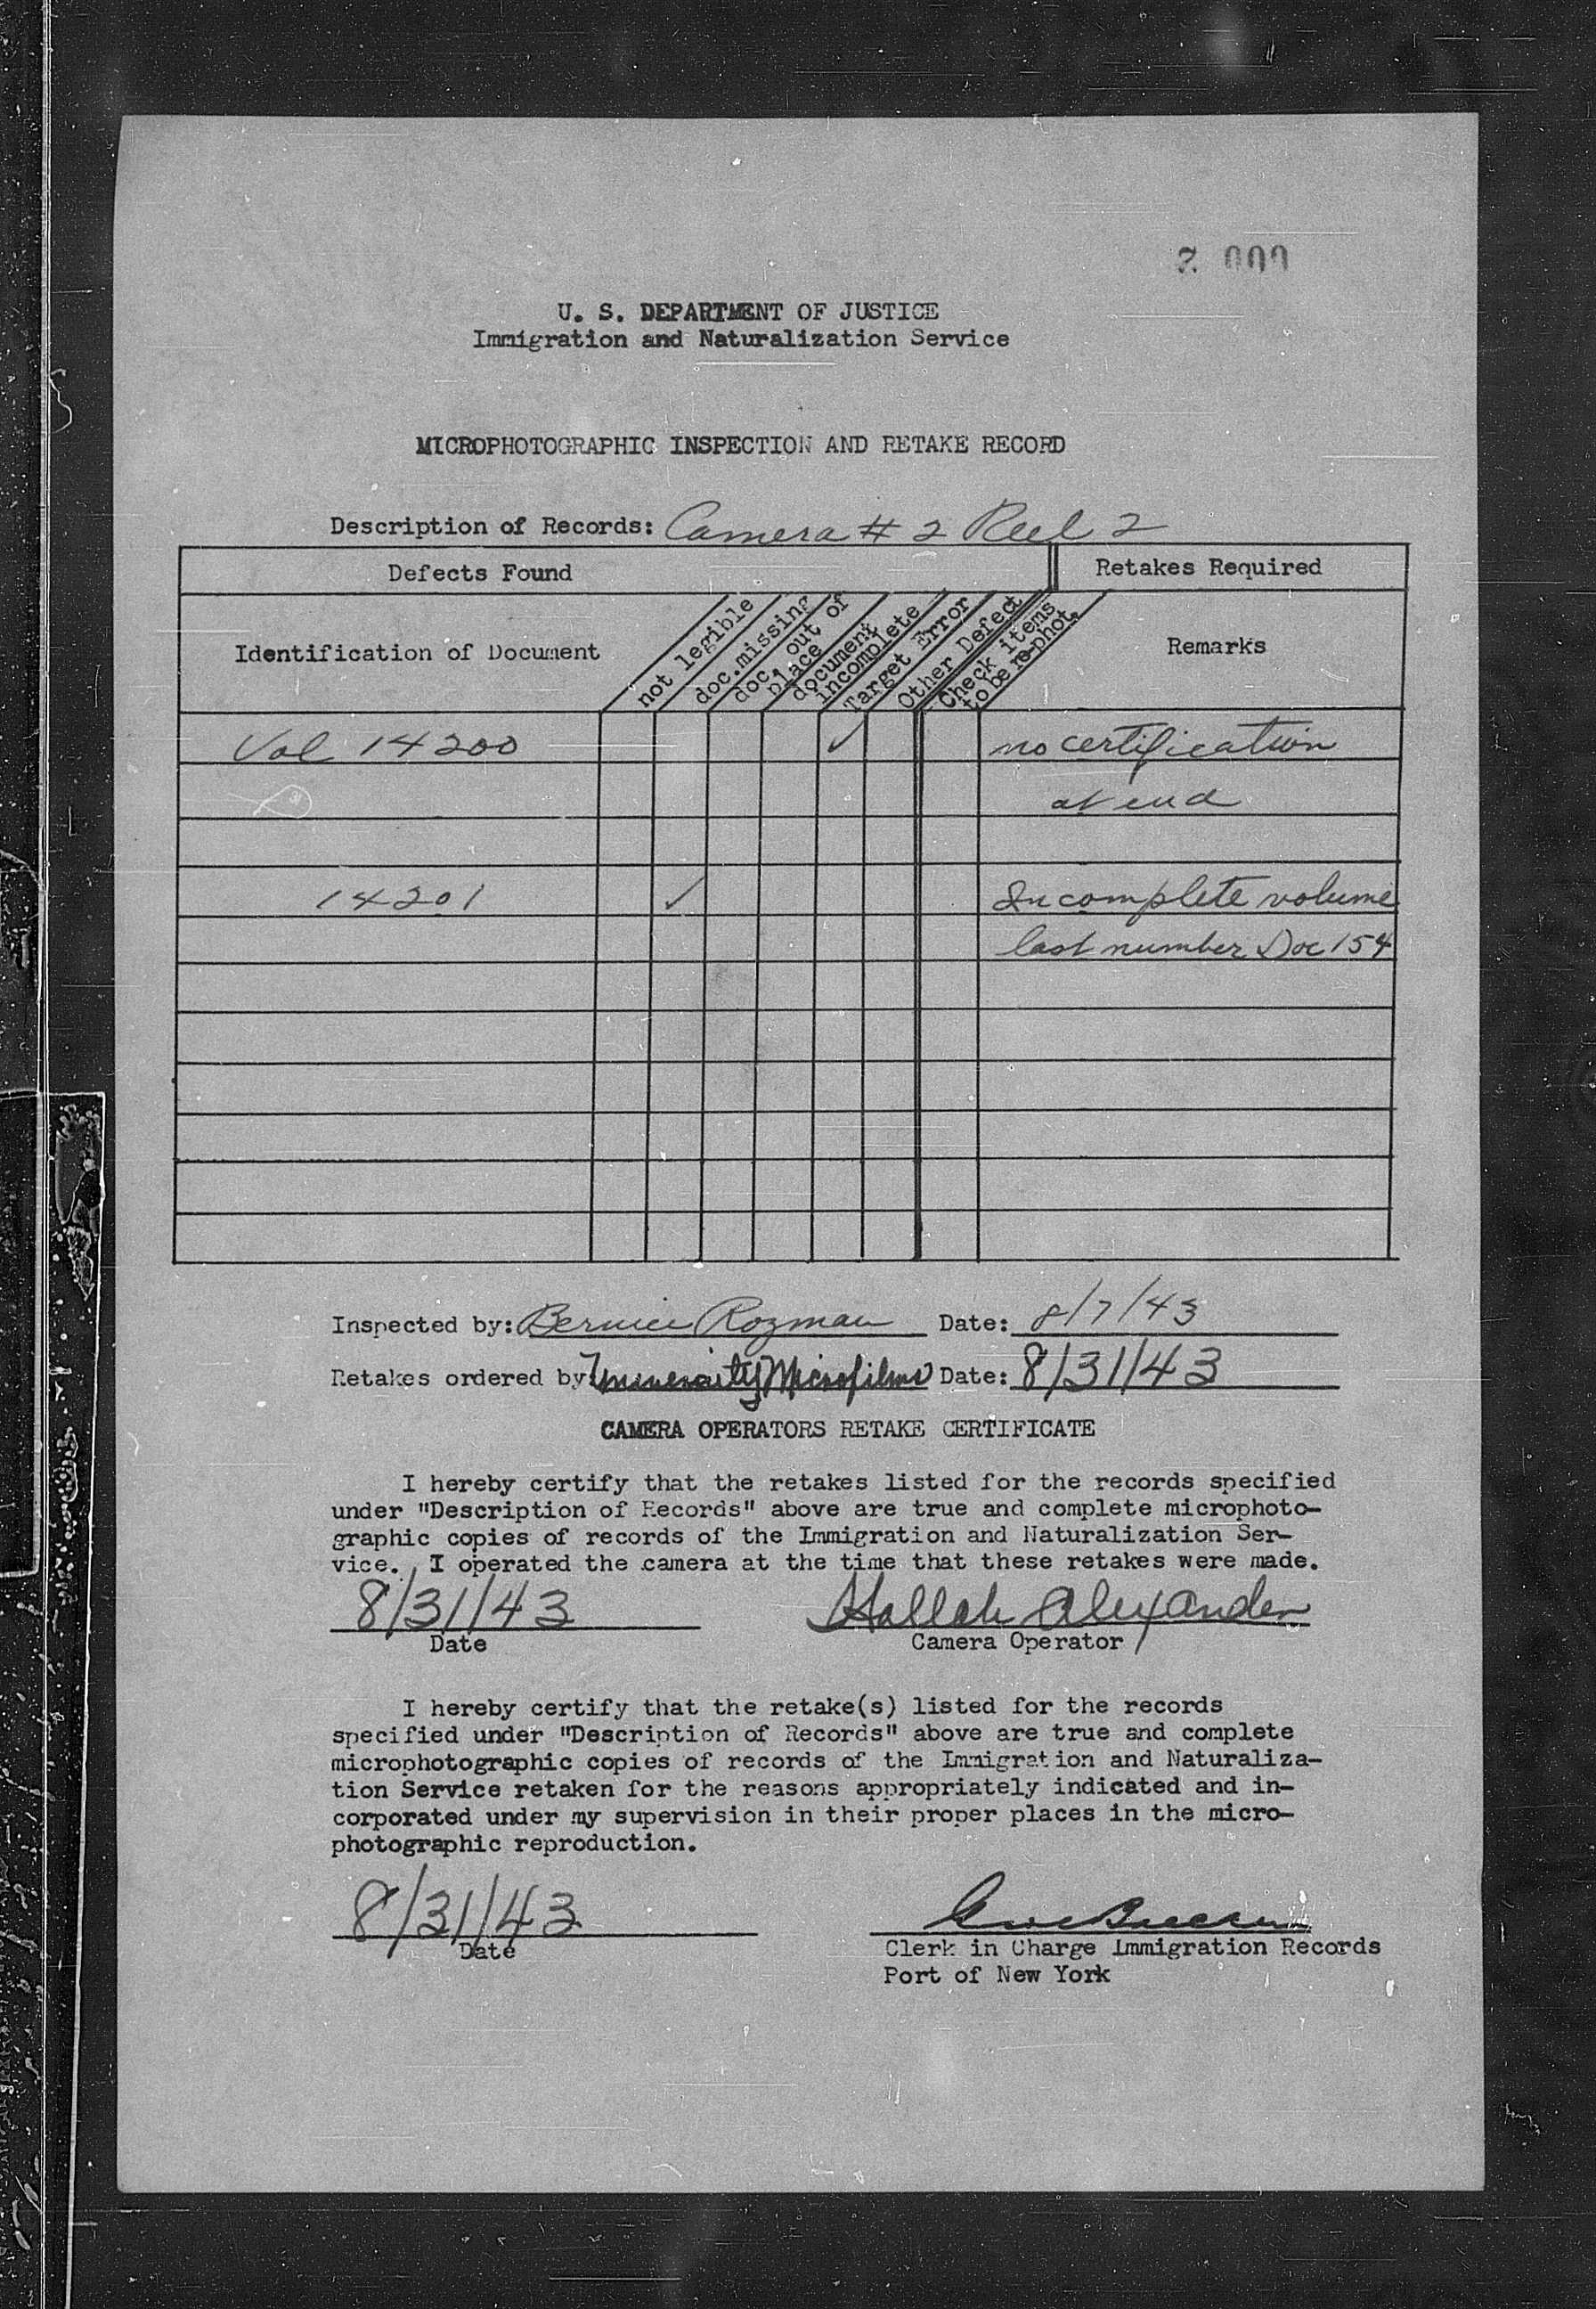 000
U. S. DEPARTMENT OF JUSTICE
Immigration and Naturalization Service
MICROPHOTOGRAPHIC INSPECTION AND RETAKE RECORD
Description of Records: Camera # 2 Reel 2
Defects Found
Retakes Required
Identification of Document
not legible
doc. missing
doc. out of
place
document
incomplete
Target Error
Other Defect
Check items
to be re-phot.
Remarks
Vol 14200 ✓ no certification
at end
14201 ✓ Incomplete volume
last number Doc 154
Inspected by: Bernice Rozman Date: 8/7/43
Retakes ordered by: University Microfilms Date: 8/31/43
CAMERA OPERATORS RETAKE CERTIFICATE
I hereby certify that the retakes listed for the records specified
under "Description of Records" above are true and complete microphoto-
graphic copies of records of the Immigration and Naturalization Ser-
vice. I operated the camera at the time that these retakes were made.
8/31/43 Alexander
Date Camera Operator
I hereby certify that the retake(s) listed for the records
specified under "Description of Records" above are true and complete
microphotographic copies of records of the Immigration and Naturaliza-
tion Service retaken for the reasons appropriately indicated and in-
corporated under my supervision in their proper places in the micro-
photographic reproduction.
8/31/43
Date Clerk in Charge Immigration Records
Port of New York